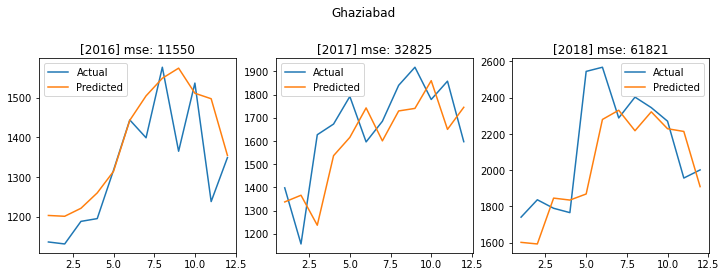 Ghaziabad
[2016] mse: 11550
Actual
Predicted
1500
1400
1300
1200
2.5 5.0 7.5 10.0 12.5
[2017] mse: 32825
Actual
Predicted
1900
1800
1700
1600
1500
1400
1300
1200
2.5 5.0 7.5 10.0 12.5
[2018] mse: 61821
Actual
Predicted
2600
2400
2200
2000
1800
1600
2.5 5.0 7.5 10.0 12.5